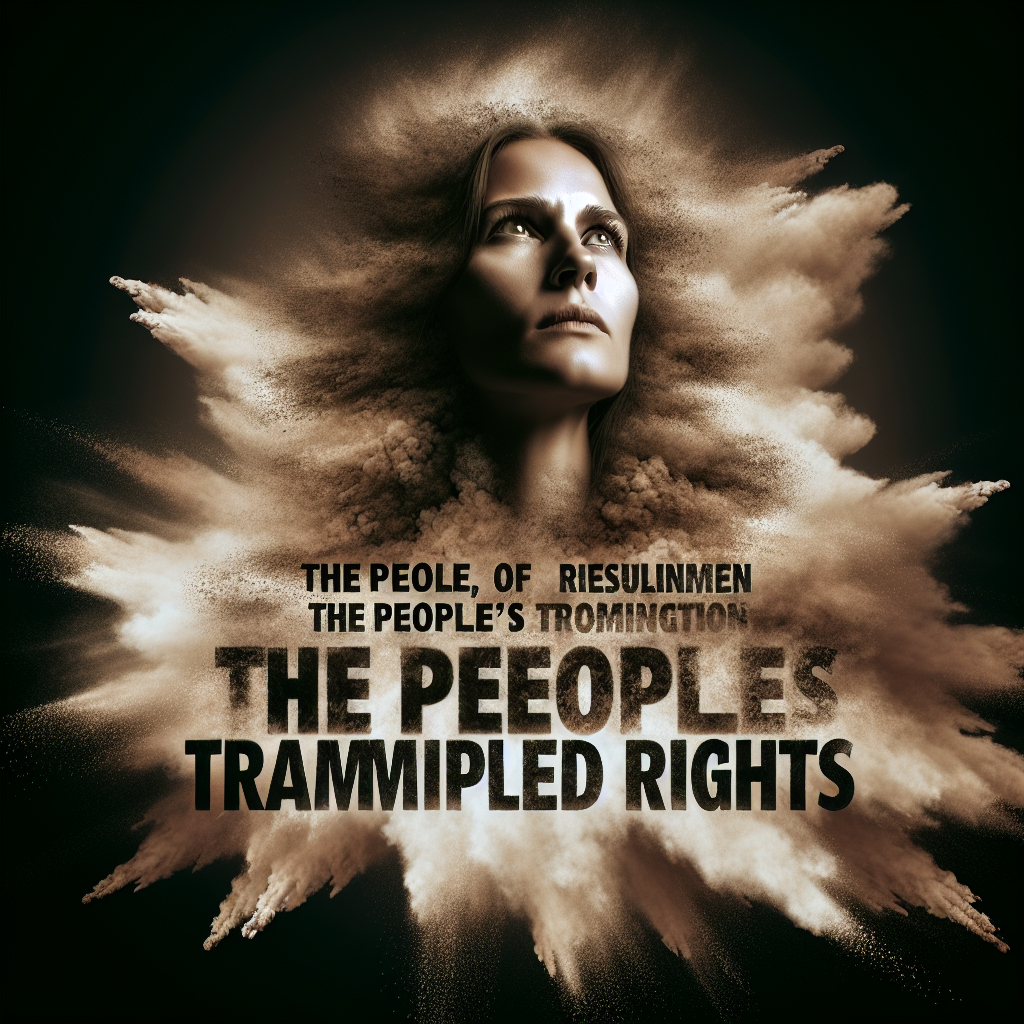 THE PEOLE, OF RIESULINMEN
THE PEOPLE'S TROMINGTION
THE PEEOPLES
TRAMMIPLED RIGHTS